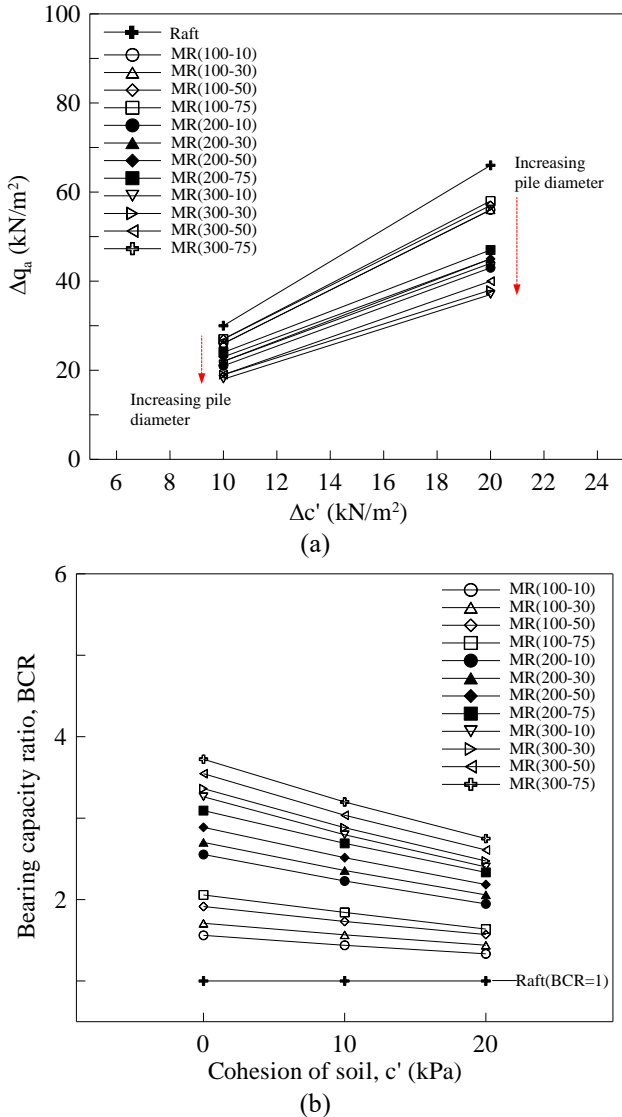 100
80
60
40
20
0
Δqₐ (kN/m²)
Raft
MR(100-10)
MR(100-30)
MR(100-50)
MR(100-75)
MR(200-10)
MR(200-30)
MR(200-50)
MR(200-75)
MR(300-10)
MR(300-30)
MR(300-50)
MR(300-75)
Increasing
pile diameter
Increasing pile
diameter
6 8 10 12 14 16 18 20 22 24
Δc' (kN/m²)
(a)
6
4
2
Bearing capacity ratio, BCR
MR(100-10)
MR(100-30)
MR(100-50)
MR(100-75)
MR(200-10)
MR(200-30)
MR(200-50)
MR(200-75)
MR(300-10)
MR(300-30)
MR(300-50)
MR(300-75)
Raft(BCR=1)
0 10 20
Cohesion of soil, c' (kPa)
(b)